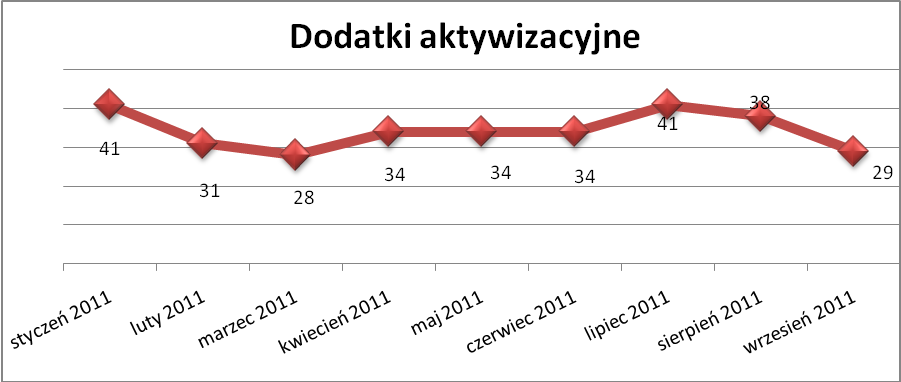 Dodatki aktywizacyjne
41
31
28
34
34
34
41
38
29
styczeń 2011
luty 2011
marzec 2011
kwiecień 2011
maj 2011
czerwiec 2011
lipiec 2011
sierpień 2011
wrzesień 2011